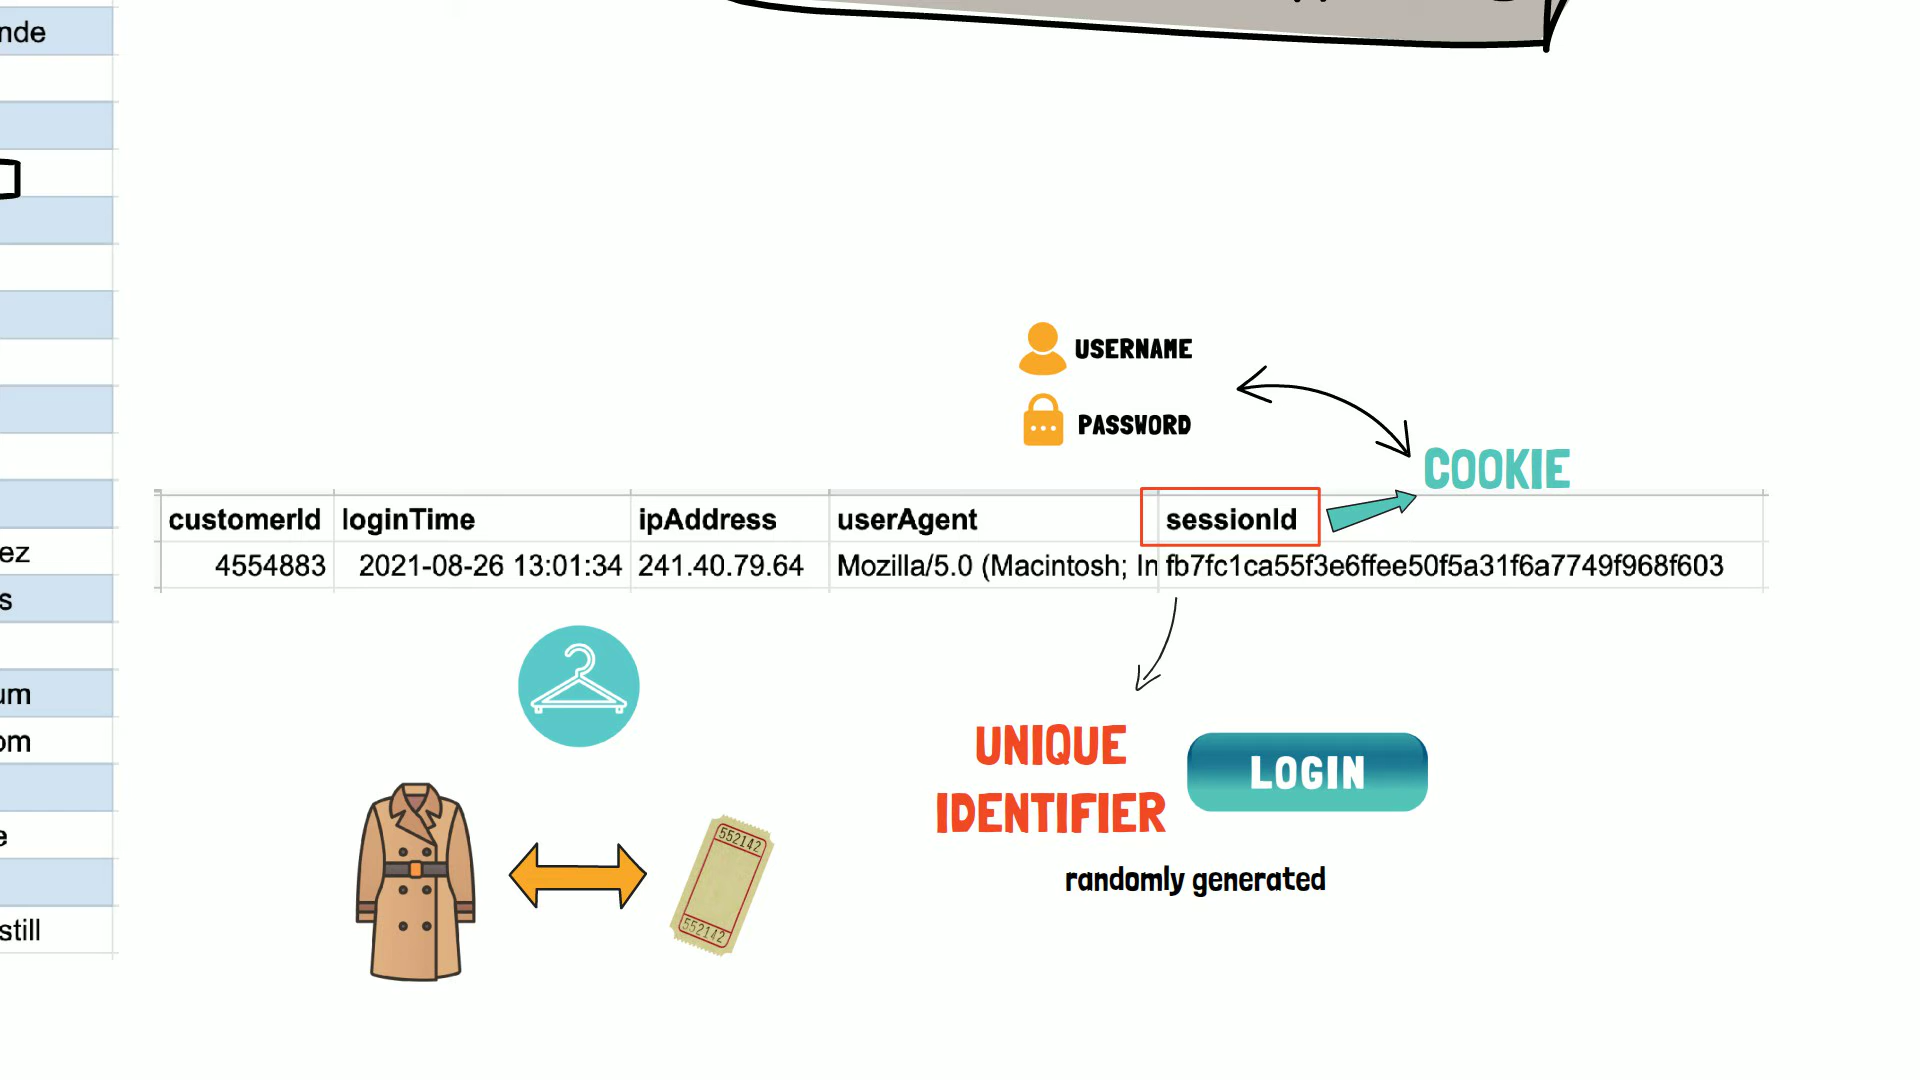 nde
ez
s
um
om
e
still
USERNAME
PASSWORD
COOKIE
customerId loginTime ipAddress userAgent sessionId
4554883 2021-08-26 13:01:34 241.40.79.64 Mozilla/5.0 (Macintosh; In fb7fc1ca55f3e6ffee50f5a31f6a7749f968f603
UNIQUE
IDENTIFIER
LOGIN
randomly generated
552142
552142